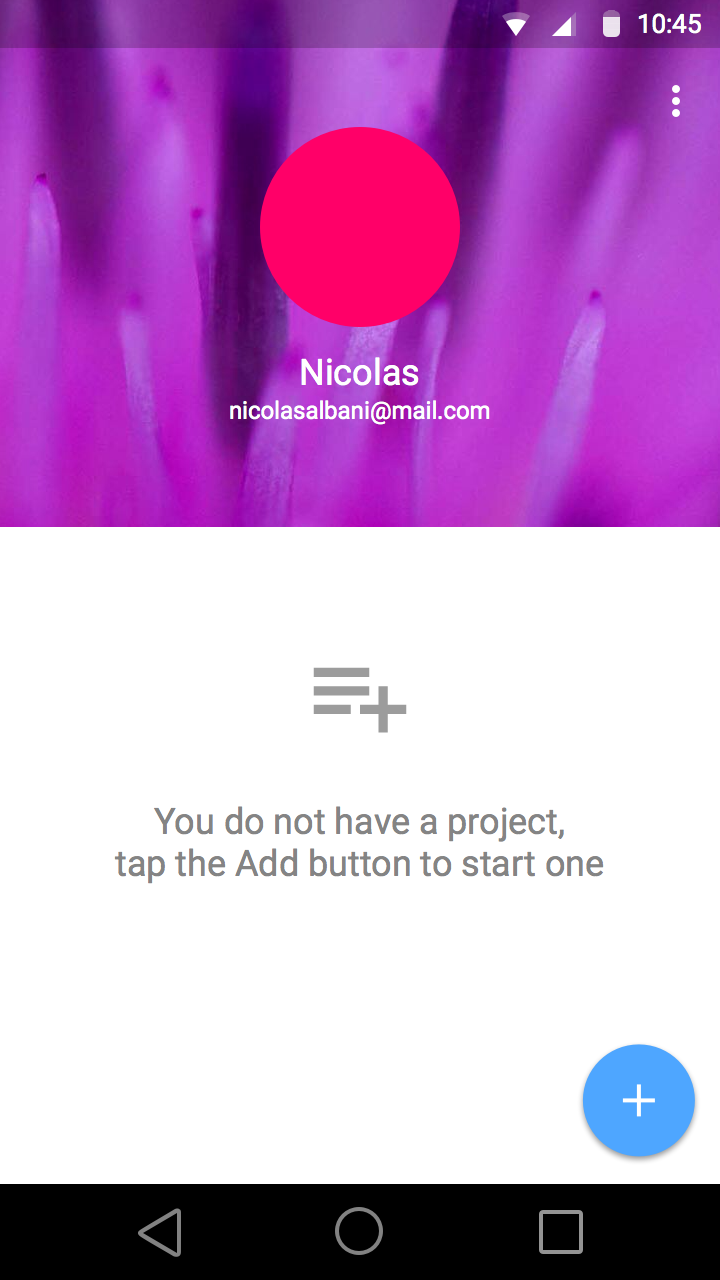 10:45
Nicolas
nicolasalbani@mail.com
You do not have a project,
tap the Add button to start one